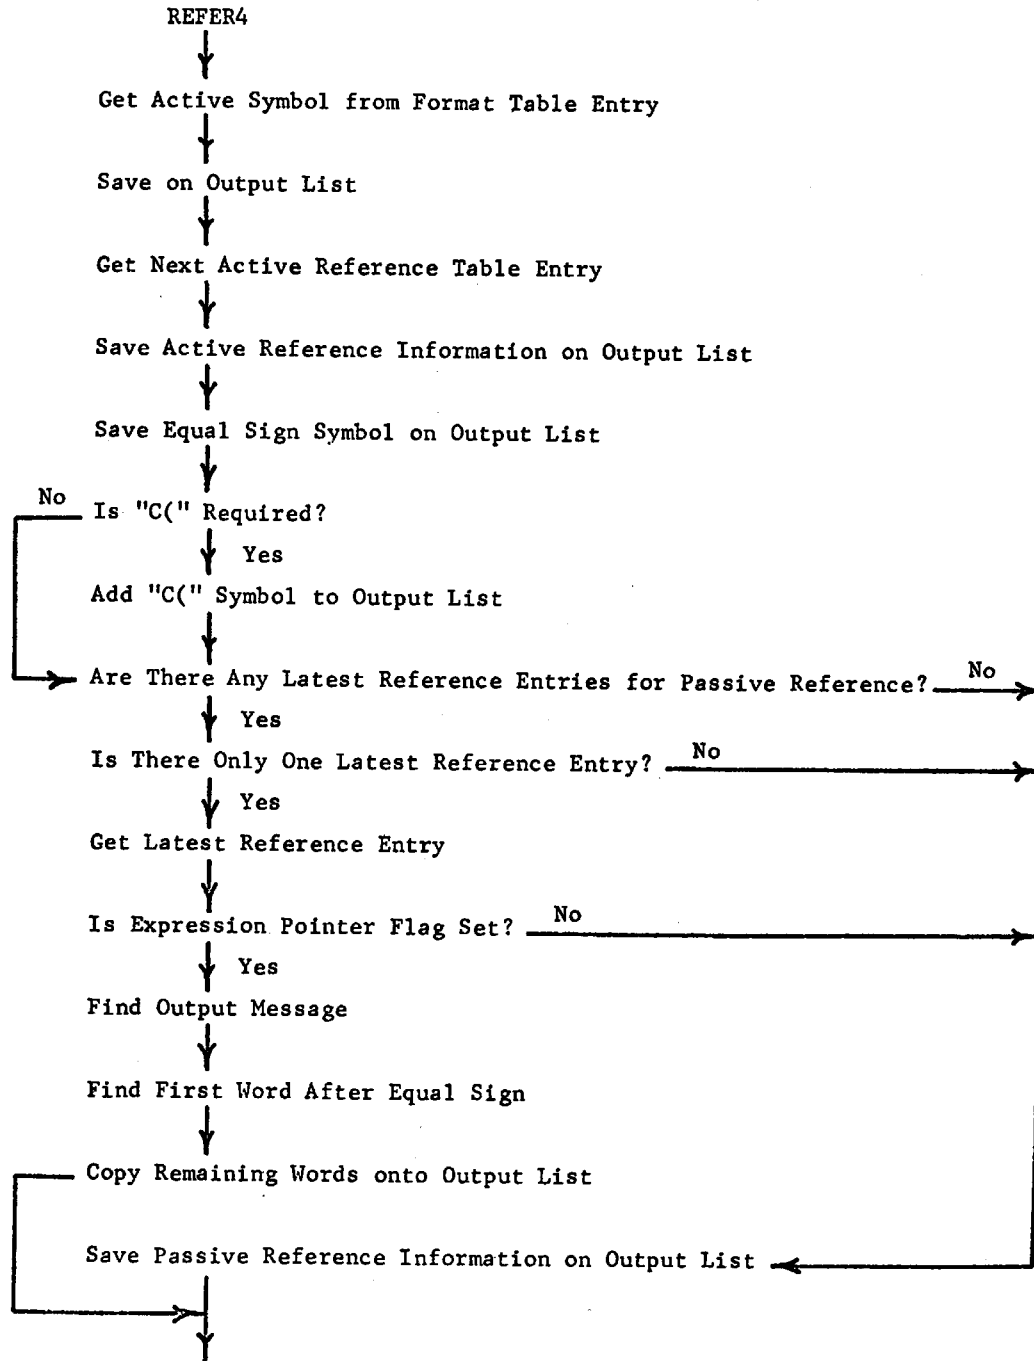 REFER4
Get Active Symbol from Format Table Entry
Save on Output List
Get Next Active Reference Table Entry
Save Active Reference Information on Output List
Save Equal Sign Symbol on Output List
No
Is "C(" Required?
Yes
Add "C(" Symbol to Output List
Are There Any Latest Reference Entries for Passive Reference?
No
Yes
Is There Only One Latest Reference Entry?
No
Yes
Get Latest Reference Entry
Is Expression Pointer Flag Set?
No
Yes
Find Output Message
Find First Word After Equal Sign
Copy Remaining Words onto Output List
Save Passive Reference Information on Output List